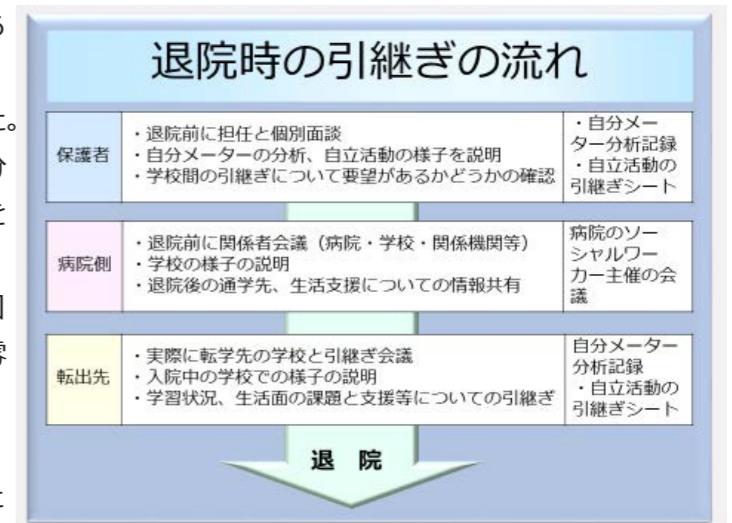 退院時の引継ぎの流れ
保護者
・退院前に担任と個別面談
・自分メーターの分析、自立活動の様子を説明
・学校間の引継ぎについて要望があるかどうかの確認
・自分メー
ター分析記録
・自立活動の
引継ぎシート
病院側
・退院前に関係者会議（病院・学校・関係機関等）
・学校の様子の説明
・退院後の通学先、生活支援についての情報共有
病院のソー
シャルワー
カー主催の会
議
転出先
・実際に転学先の学校と引継ぎ会議
・入院中の学校での様子の説明
・学習状況、生活面の課題と支援等についての引継ぎ
自分メーター
分析記録
・自立活動の
引継ぎシート
退 院